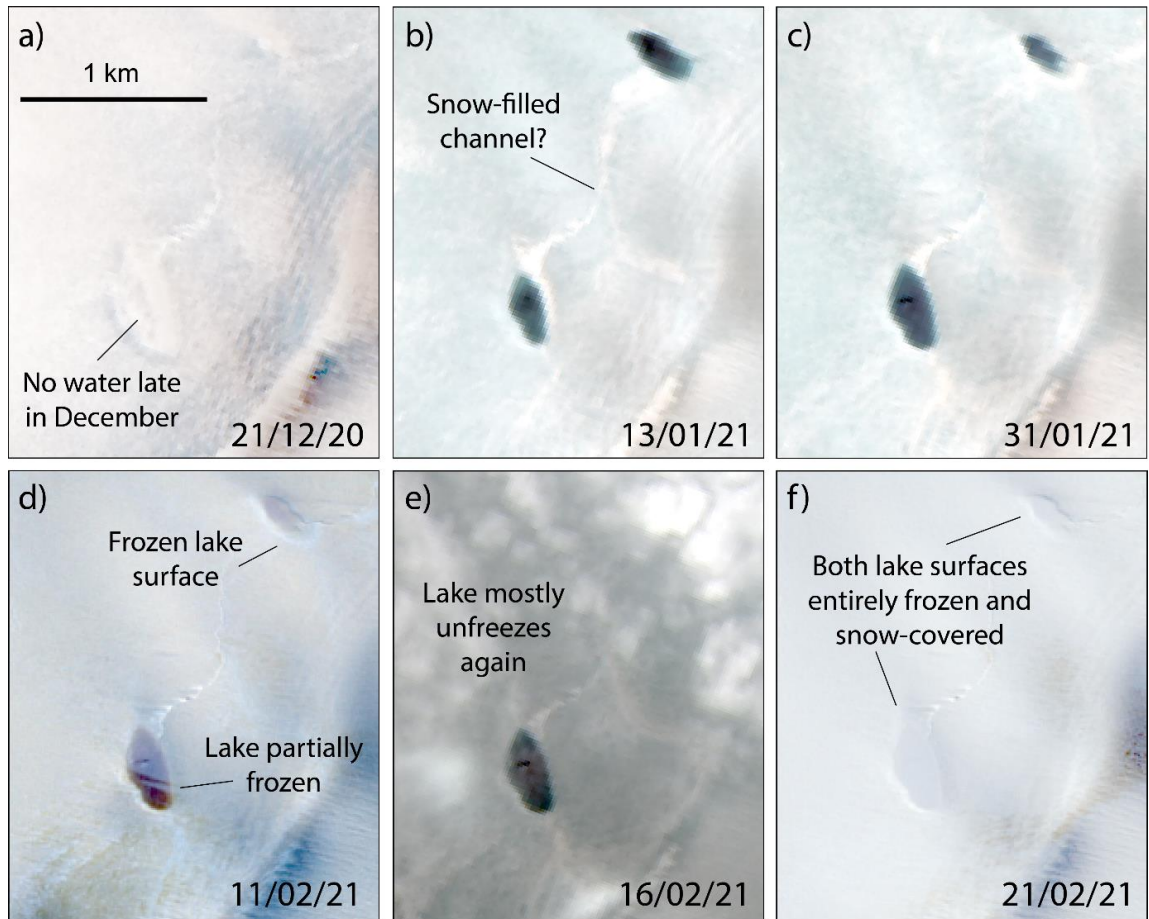 a)
1 km
No water late
in December
21/12/20
b)
Snow-filled
channel?
13/01/21
c)
31/01/21
d)
Frozen lake
surface
Lake partially
frozen
11/02/21
e)
Lake mostly
unfreezes
again
16/02/21
f)
Both lake surfaces
entirely frozen and
snow-covered
21/02/21